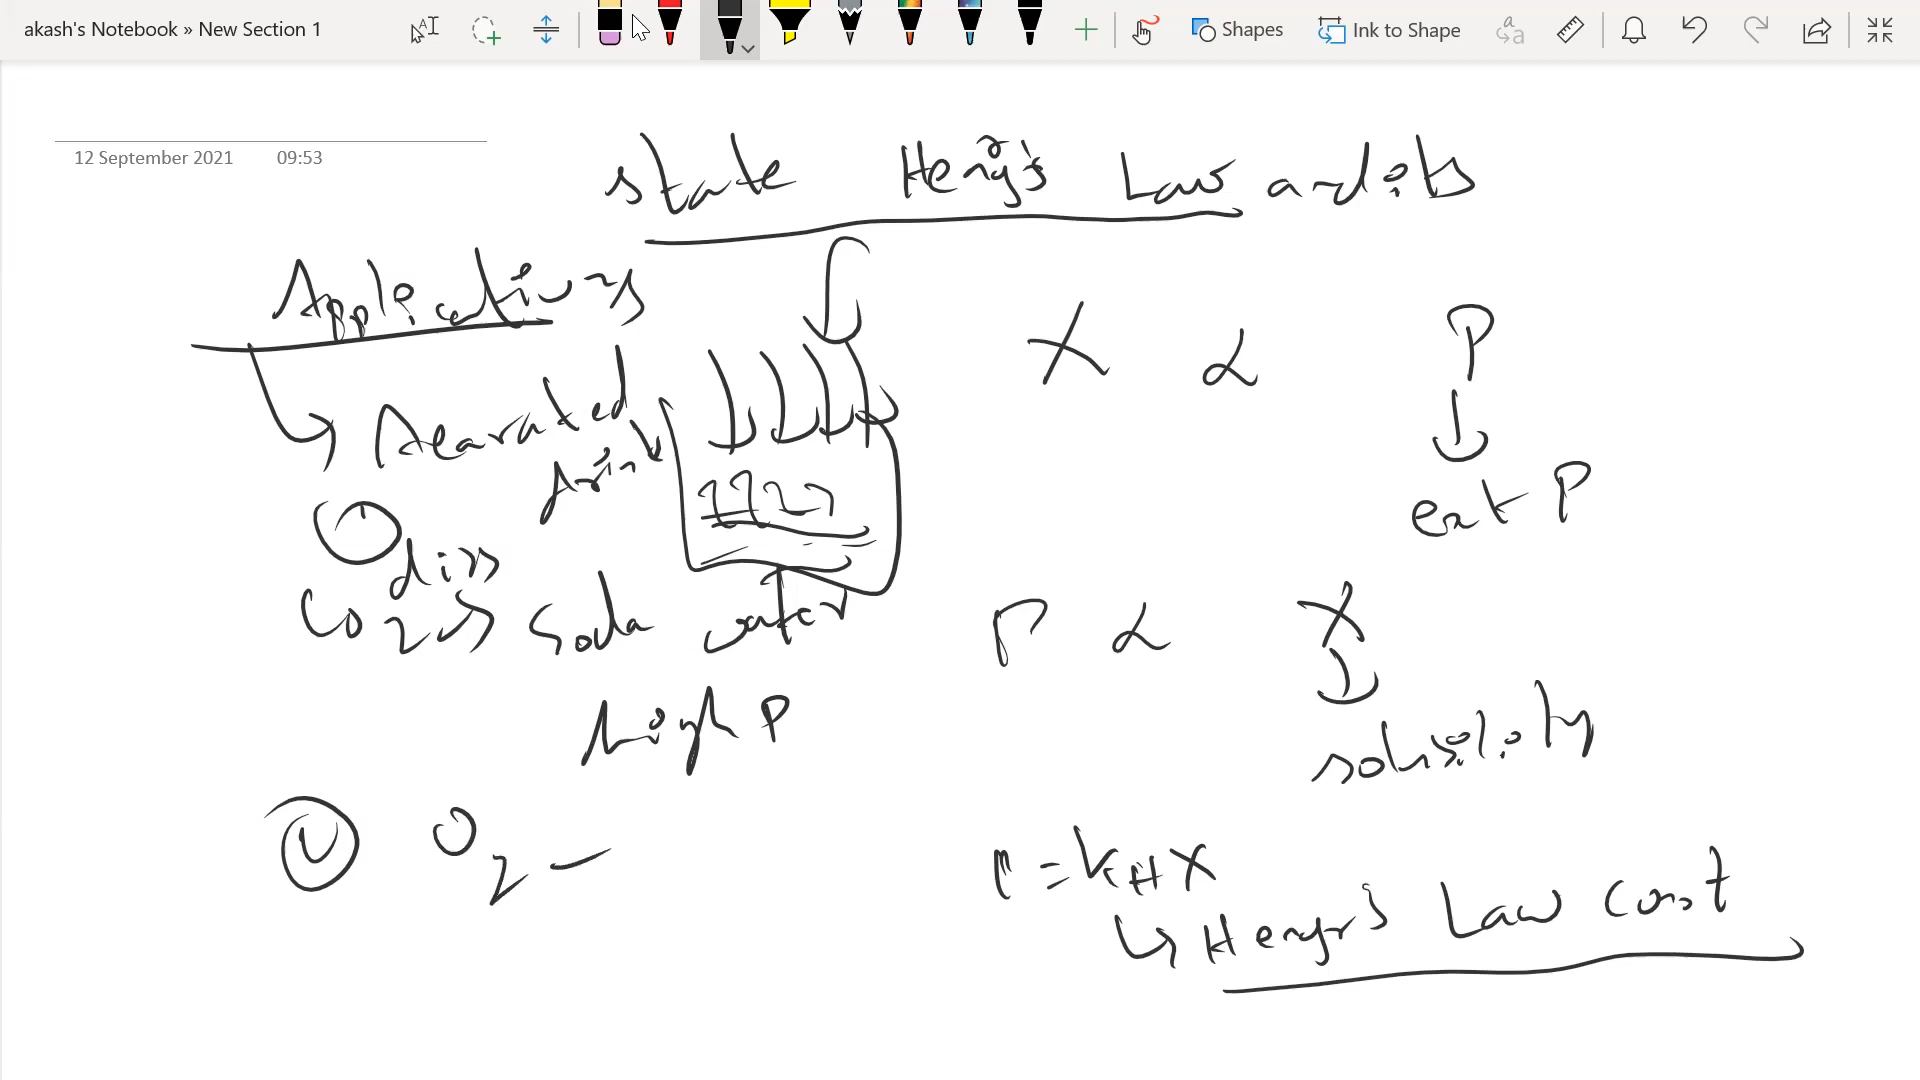 akash's Notebook » New Section 1
Shapes
Ink to Shape
12 September 2021 09:53
state Henry's Law and its
Applications
Aearated
drink
X α P
ext P
①
diss
CO2 → Soda water
high P
P α X
solubility
② O2 -
P = KH X
↳ Henry's Law const